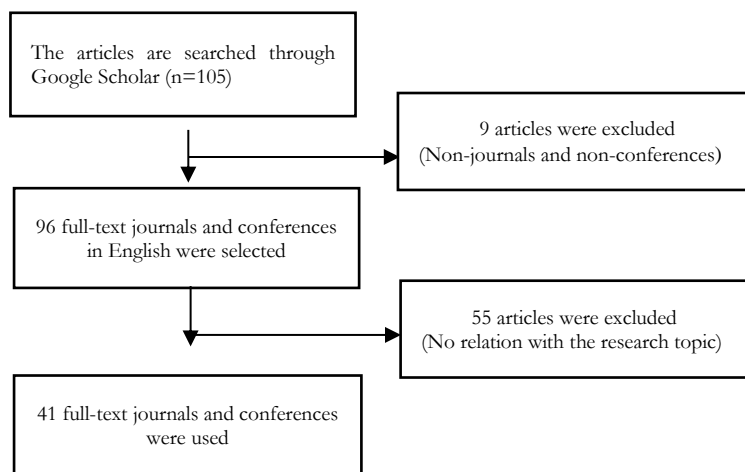 The articles are searched through
Google Scholar (n=105)
9 articles were excluded
(Non-journals and non-conferences)
96 full-text journals and conferences
in English were selected
55 articles were excluded
(No relation with the research topic)
41 full-text journals and conferences
were used